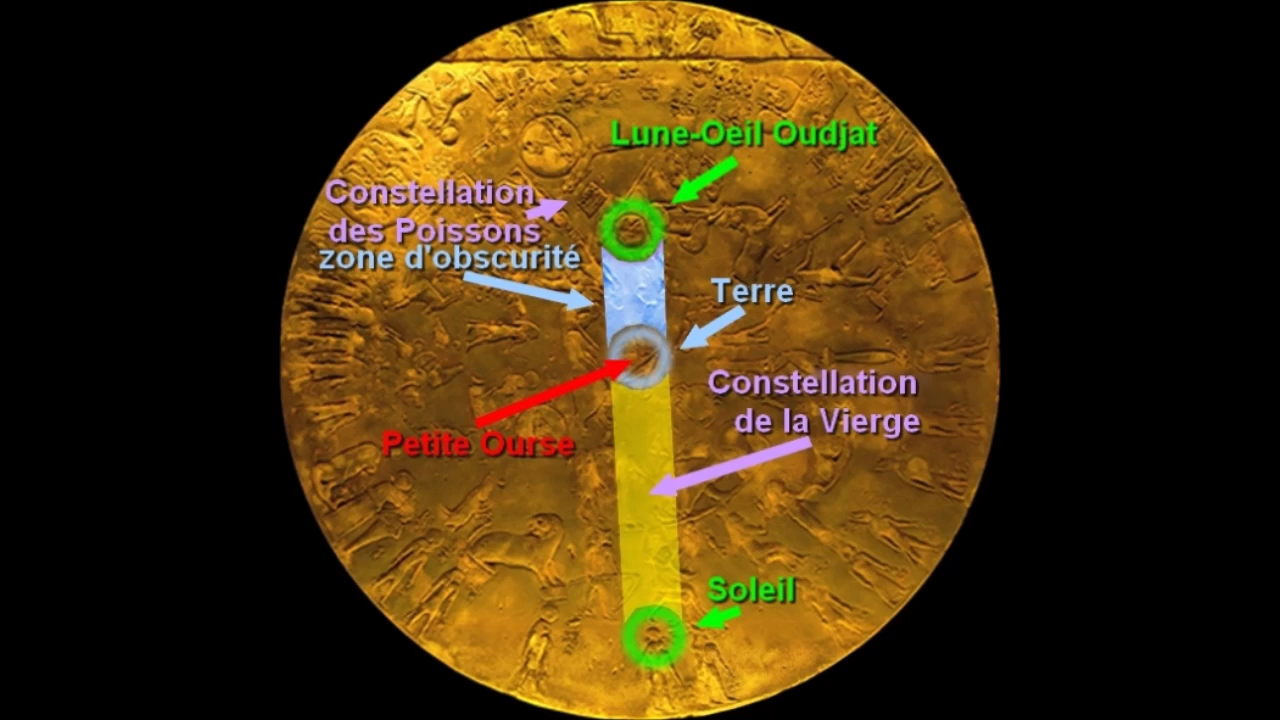 Lune-Oeil Oudjat
Constellation
des Poissons
zone d'obscurité
Terre
Constellation
de la Vierge
Petite Ourse
Soleil